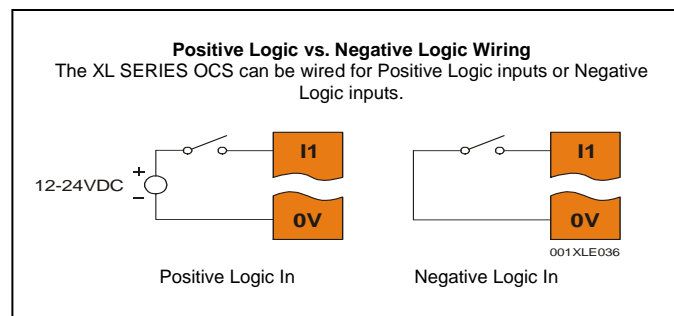 Positive Logic vs. Negative Logic Wiring
The XL SERIES OCS can be wired for Positive Logic inputs or Negative
Logic inputs.
I1
I1
+
12-24VDC
−
0V
0V
001XLE036
Positive Logic In
Negative Logic In